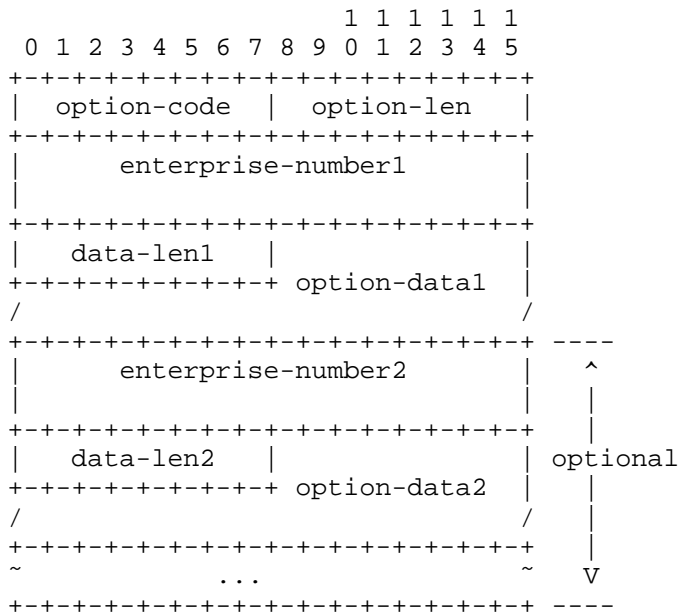 1 1 1 1 1 1
 0 1 2 3 4 5 6 7 8 9 0 1 2 3 4 5
+-+-+-+-+-+-+-+-+-+-+-+-+-+-+-+-+
|  option-code  |  option-len   |
+-+-+-+-+-+-+-+-+-+-+-+-+-+-+-+-+
|      enterprise-number1       |
|                               |
+-+-+-+-+-+-+-+-+-+-+-+-+-+-+-+-+
|   data-len1   |               |
+-+-+-+-+-+-+-+-+ option-data1  |
/                               /
+-+-+-+-+-+-+-+-+-+-+-+-+-+-+-+-+ ----
|      enterprise-number2       |   ^
|                               |   |
+-+-+-+-+-+-+-+-+-+-+-+-+-+-+-+-+   |
|   data-len2   |               | optional
+-+-+-+-+-+-+-+-+ option-data2  |   |
/                               /   |
+-+-+-+-+-+-+-+-+-+-+-+-+-+-+-+-+   |
~            ...                ~   V
+-+-+-+-+-+-+-+-+-+-+-+-+-+-+-+-+ ----